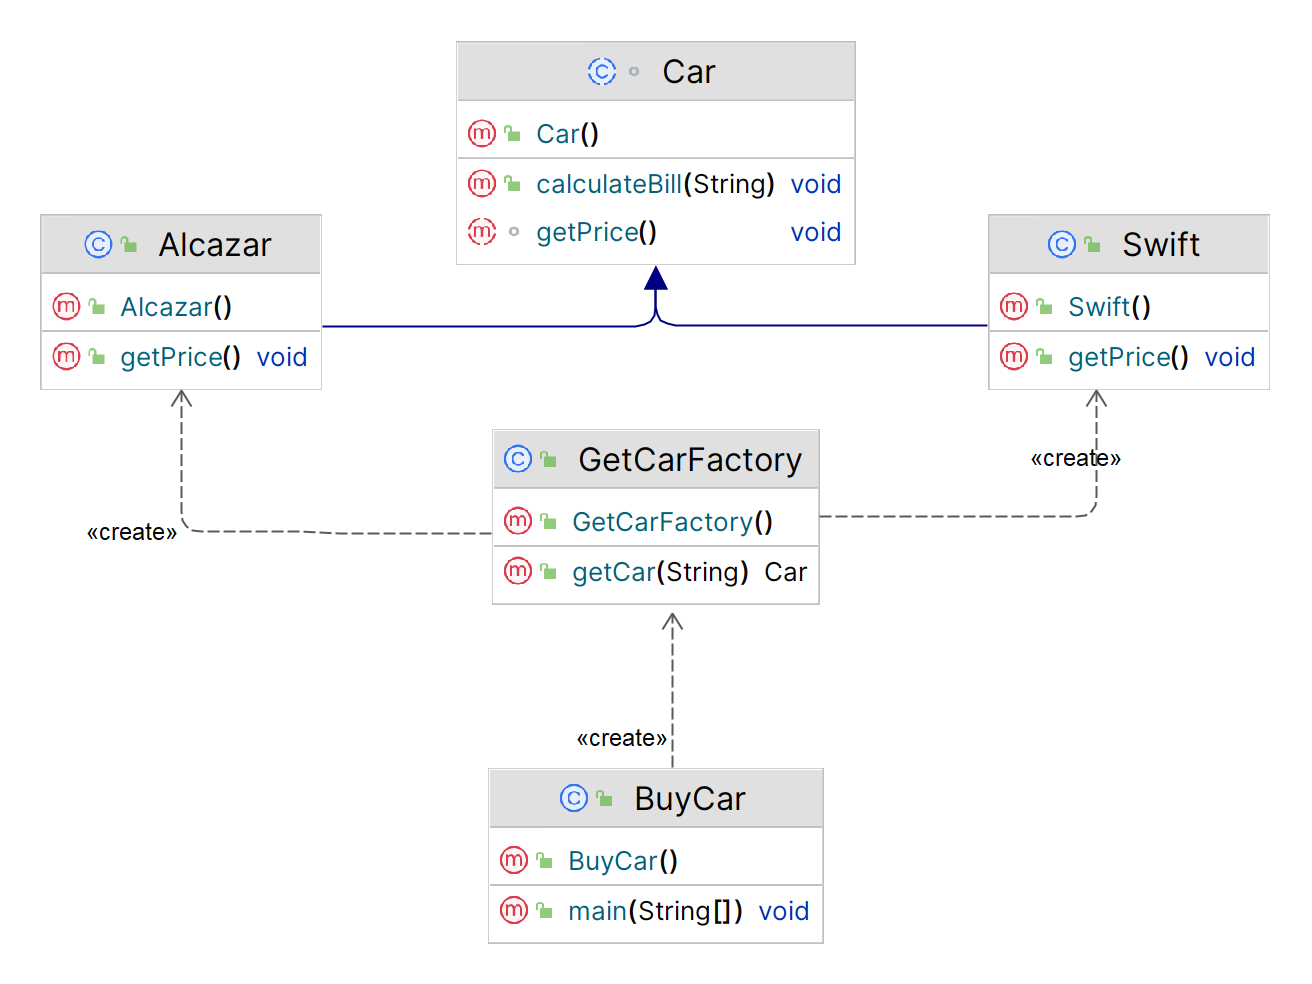 Car
Car()
calculateBill(String) void
getPrice() void
Alcazar
Alcazar()
getPrice() void
Swift
Swift()
getPrice() void
«create»
«create»
GetCarFactory
GetCarFactory()
getCar(String) Car
«create»
BuyCar
BuyCar()
main(String[]) void